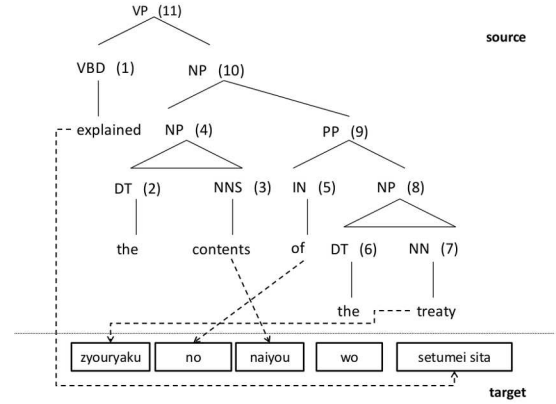 VP (11)
source
VBD (1) NP (10)
explained NP (4) PP (9)
DT (2) NNS (3) IN (5) NP (8)
the contents of DT (6) NN (7)
the treaty
zyouryaku no naiyou wo setumei sita
target